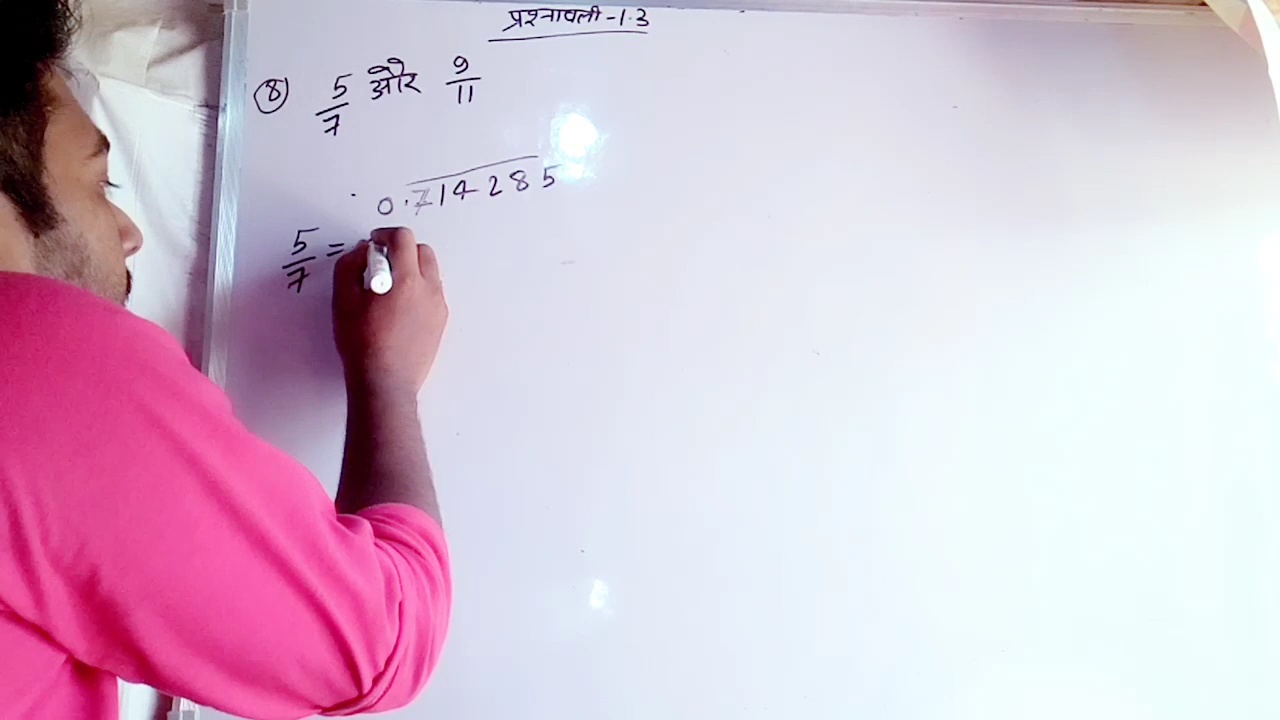 प्रश्नावली-1.3
⑧ 5/7 और 9/11
0.714285
5/7 =